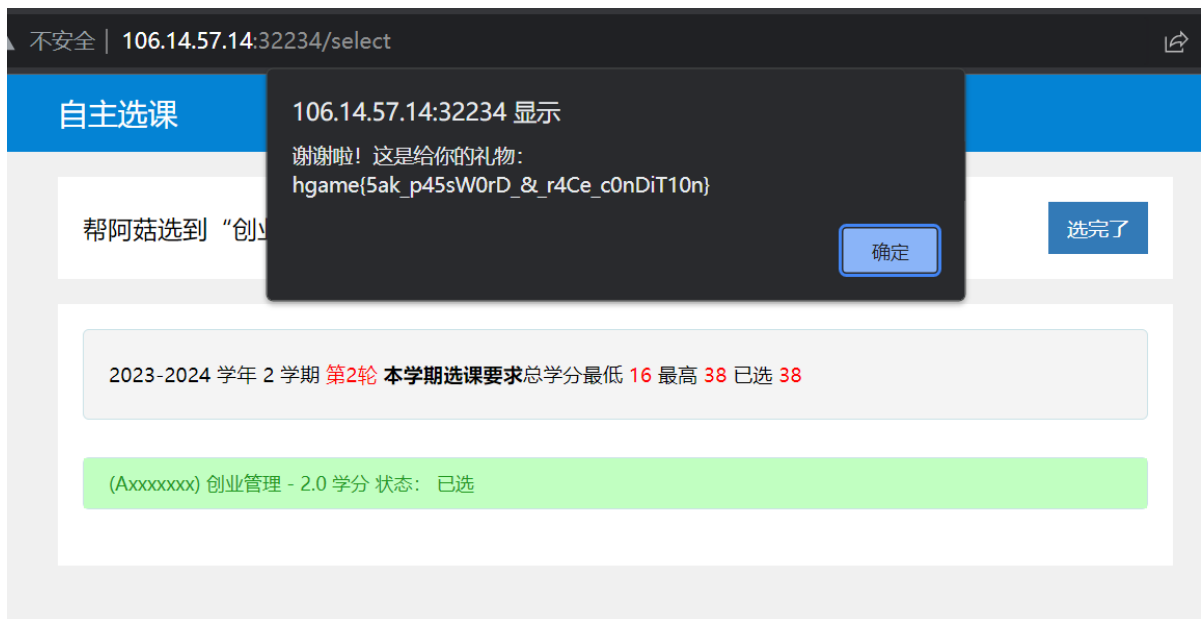 不安全 | 106.14.57.14:32234/select
自主选课
106.14.57.14:32234 显示
谢谢啦！这是给你的礼物：
hgame{5ak_p45sW0rD_&_r4Ce_c0nDiT10n}
确定
帮阿菇选到“创业
选完了
2023-2024 学年 2 学期 第2轮 本学期选课要求总学分最低 16 最高 38 已选 38
(Axxxxxxx) 创业管理 - 2.0 学分 状态： 已选